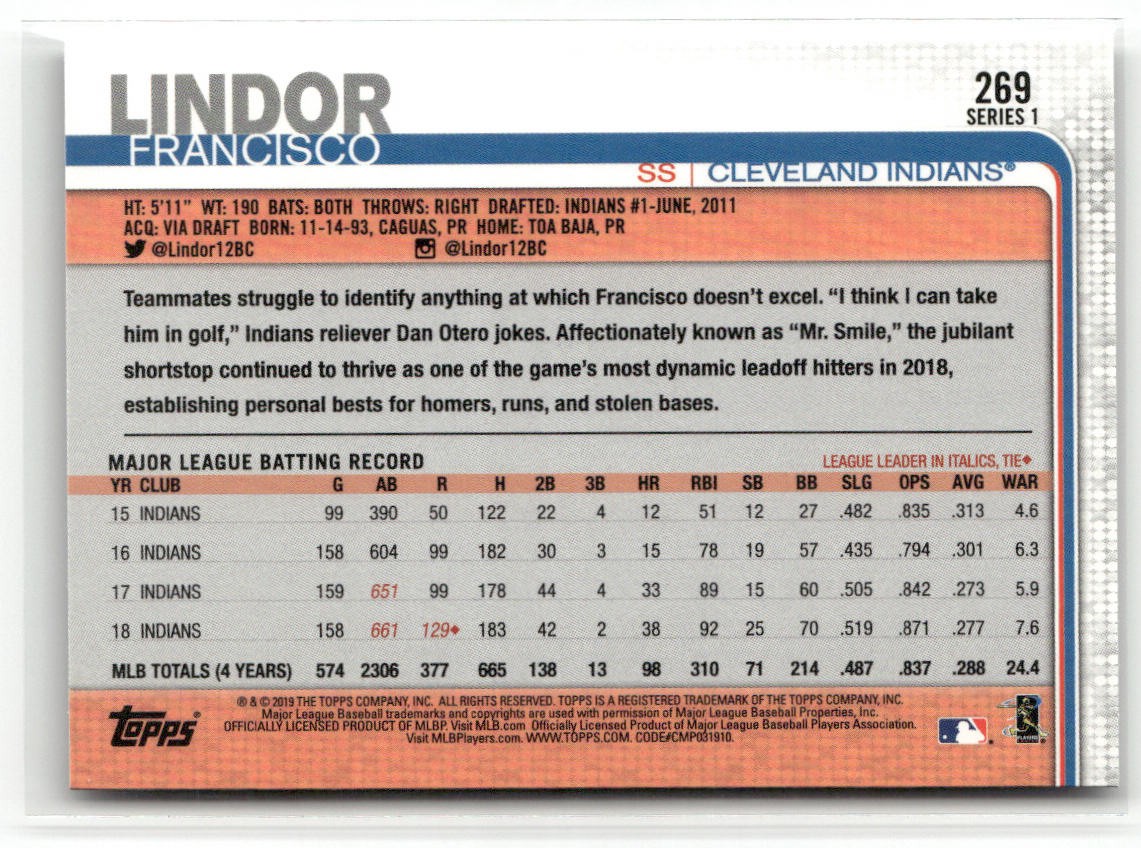 LINDOR
FRANCISCO
269
SERIES 1
SS | CLEVELAND INDIANS®
HT: 5'11" WT: 190 BATS: BOTH THROWS: RIGHT DRAFTED: INDIANS #1-JUNE, 2011
ACQ: VIA DRAFT BORN: 11-14-93, CAGUAS, PR HOME: TOA BAJA, PR
@Lindor12BC @Lindor12BC
Teammates struggle to identify anything at which Francisco doesn't excel. "I think I can take
him in golf," Indians reliever Dan Otero jokes. Affectionately known as "Mr. Smile," the jubilant
shortstop continued to thrive as one of the game's most dynamic leadoff hitters in 2018,
establishing personal bests for homers, runs, and stolen bases.
MAJOR LEAGUE BATTING RECORD LEAGUE LEADER IN ITALICS, TIE◆
YR CLUB G AB R H 2B 3B HR RBI SB BB SLG OPS AVG WAR
15 INDIANS 99 390 50 122 22 4 12 51 12 27 .482 .835 .313 4.6
16 INDIANS 158 604 99 182 30 3 15 78 19 57 .435 .794 .301 6.3
17 INDIANS 159 651 99 178 44 4 33 89 15 60 .505 .842 .273 5.9
18 INDIANS 158 661 129◆ 183 42 2 38 92 25 70 .519 .871 .277 7.6
MLB TOTALS (4 YEARS) 574 2306 377 665 138 13 98 310 71 214 .487 .837 .288 24.4
Topps®
® & © 2019 THE TOPPS COMPANY, INC. ALL RIGHTS RESERVED. TOPPS IS A REGISTERED TRADEMARK OF THE TOPPS COMPANY, INC.
Major League Baseball trademarks and copyrights are used with permission of Major League Baseball Properties, Inc.
OFFICIALLY LICENSED PRODUCT OF MLBP. Visit MLB.com. Officially Licensed Product of Major League Baseball Players Association.
Visit MLBPlayers.com. WWW.TOPPS.COM. CODE#CMP031910.
PLAYERS